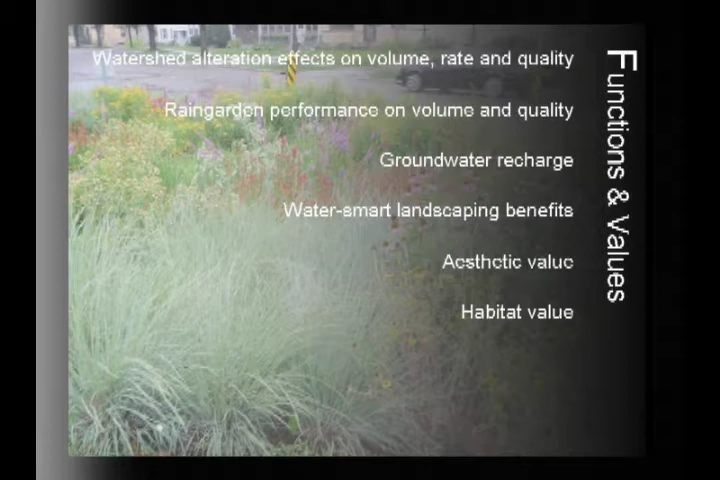 Functions & Values
Watershed alteration effects on volume, rate and quality
Raingarden performance on volume and quality
Groundwater recharge
Water-smart landscaping benefits
Aesthetic value
Habitat value